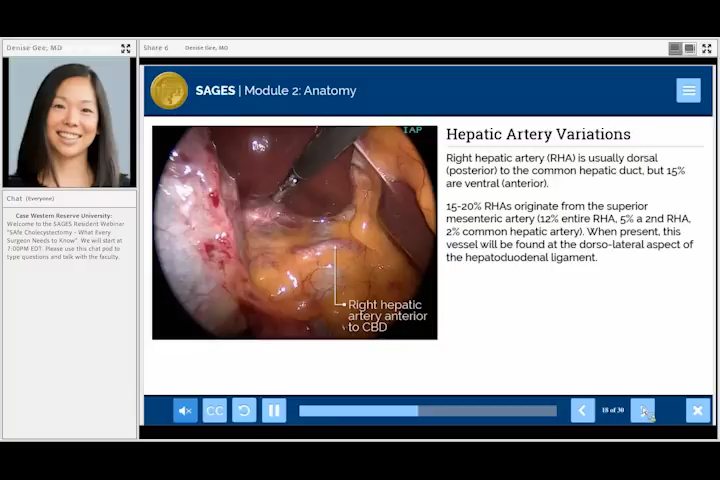 Denise Gee, MD
Share 6 Denise Gee, MD
SAGES | Module 2: Anatomy
IAP
Hepatic Artery Variations
Right hepatic artery (RHA) is usually dorsal
(posterior) to the common hepatic duct, but 15%
are ventral (anterior).
15-20% RHAs originate from the superior
mesenteric artery (12% entire RHA, 5% a 2nd RHA,
2% common hepatic artery). When present, this
vessel will be found at the dorso-lateral aspect of
the hepatoduodenal ligament.
Right hepatic
artery anterior
to CBD
Chat (Everyone)
Case Western Reserve University:
Welcome to the SAGES Resident Webinar
"SAfe Cholecystectomy - What Every
Surgeon Needs to Know". We will start at
7:00PM EDT. Please use this chat pod to
type questions and talk with the faculty.
CC
18 of 30